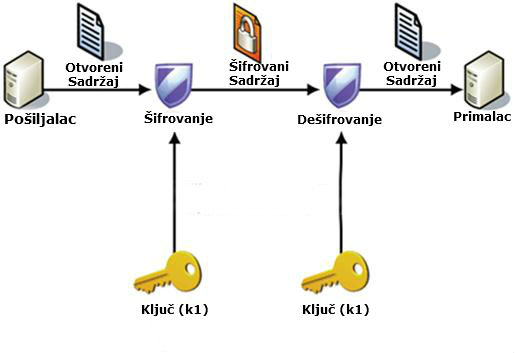 Otvoreni
Sadržaj
Šifrovani
Sadržaj
Otvoreni
Sadržaj
Pošiljalac
Šifrovanje
Dešifrovanje
Primalac
Ključ (k1)
Ključ (k1)